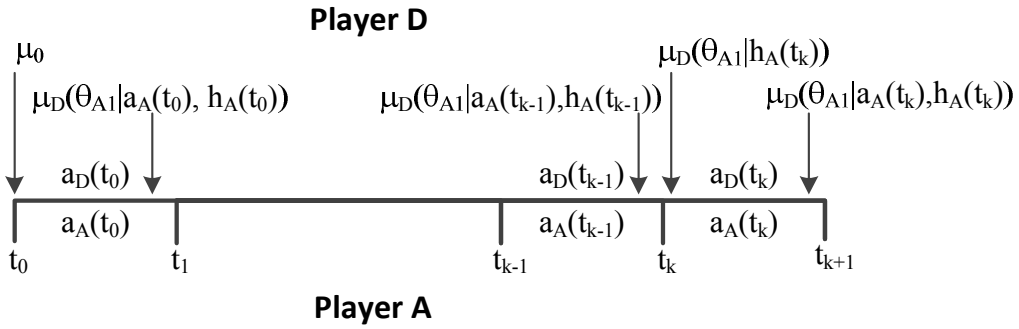 Player D
μ₀
μD(θA1|hA(tk))
μD(θA1|aA(t0), hA(t0))
μD(θA1|aA(tk-1),hA(tk-1))
μD(θA1|aA(tk),hA(tk))
aD(t0) aD(tk-1) aD(tk)
aA(t0) aA(tk-1) aA(tk)
t0 t1 tk-1 tk tk+1
Player A